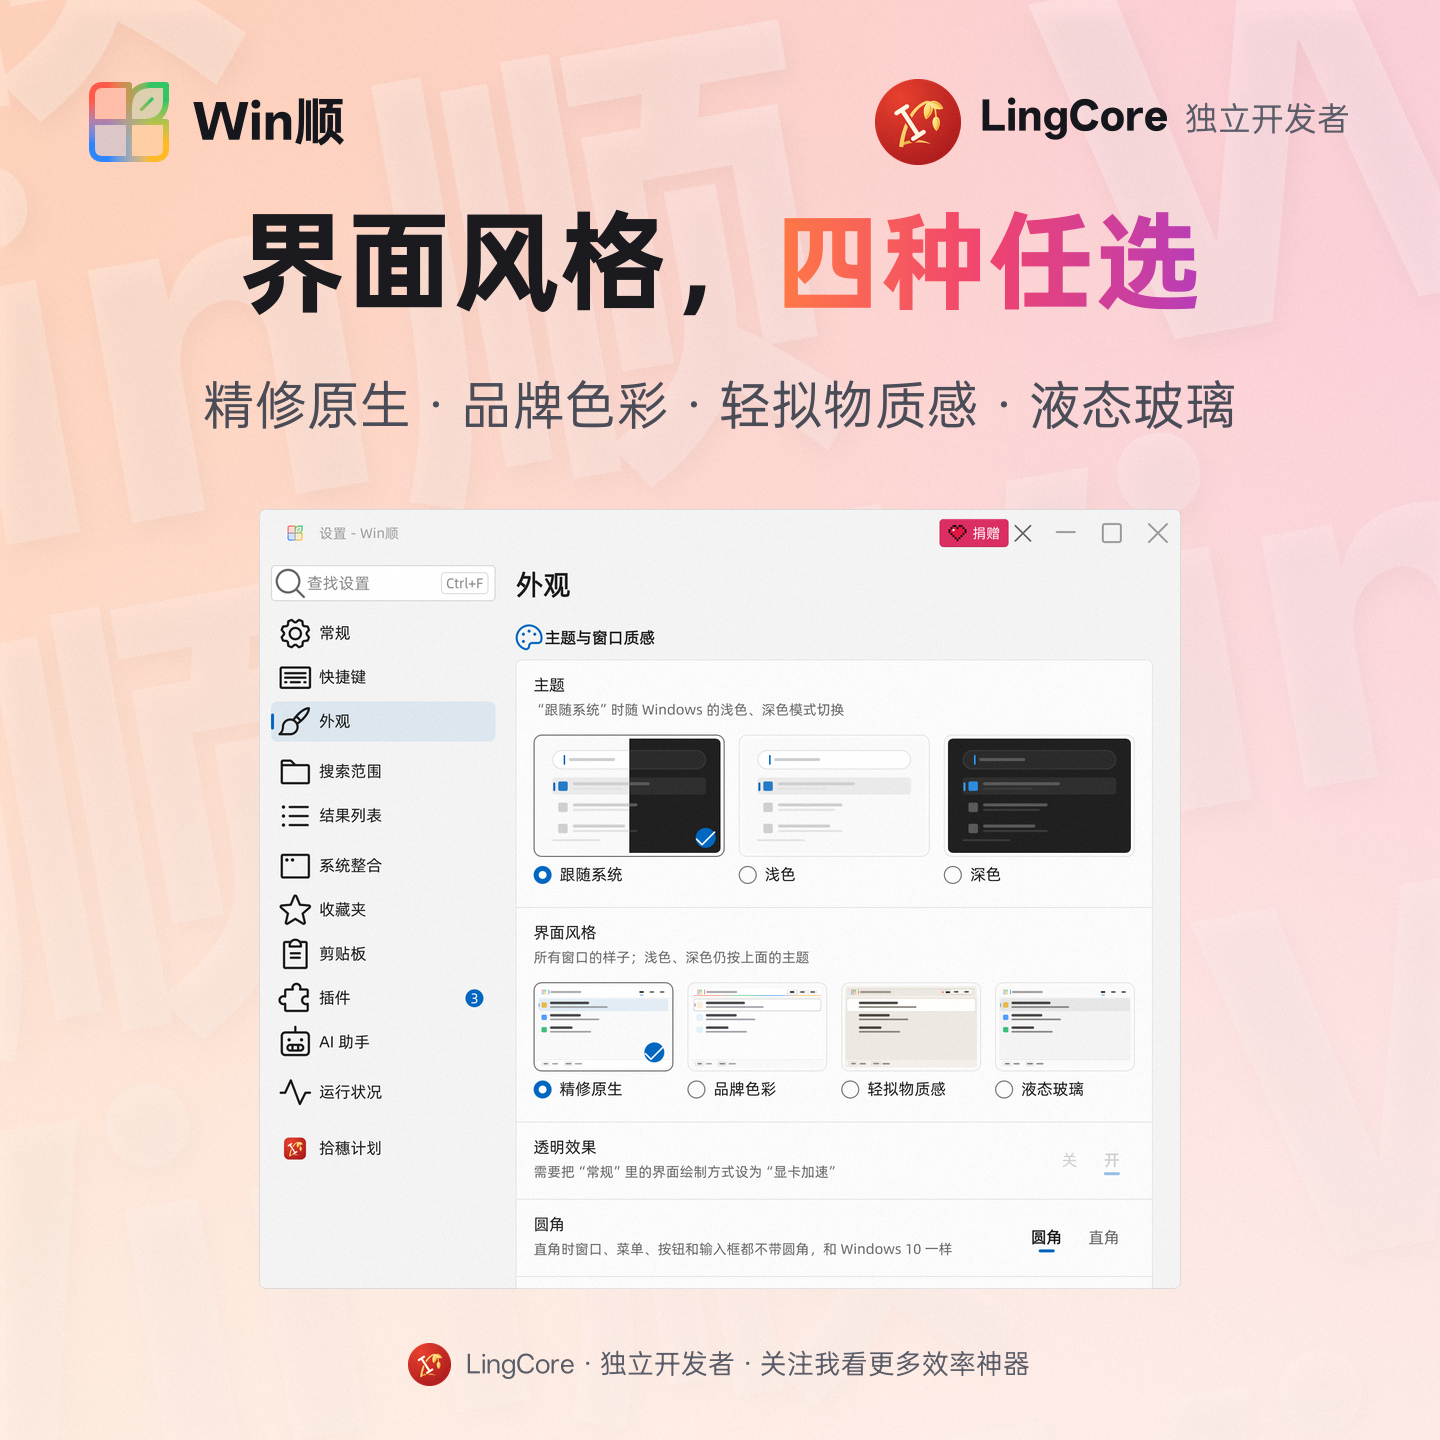 Win顺
LingCore 独立开发者
界面风格，四种任选
精修原生 · 品牌色彩 · 轻拟物质感 · 液态玻璃
设置 - Win顺
捐赠
查找设置
Ctrl+F
常规
快捷键
外观
搜索范围
结果列表
系统整合
收藏夹
剪贴板
插件
3
AI 助手
运行状况
拾穗计划
外观
主题与窗口质感
主题
“跟随系统”时随 Windows 的浅色、深色模式切换
跟随系统
浅色
深色
界面风格
所有窗口的样子；浅色、深色仍按上面的主题
精修原生
品牌色彩
轻拟物质感
液态玻璃
透明效果
需要把“常规”里的界面绘制方式设为“显卡加速”
关
开
圆角
直角时窗口、菜单、按钮和输入框都不带圆角，和 Windows 10 一样
圆角
直角
LingCore · 独立开发者 · 关注我看更多效率神器